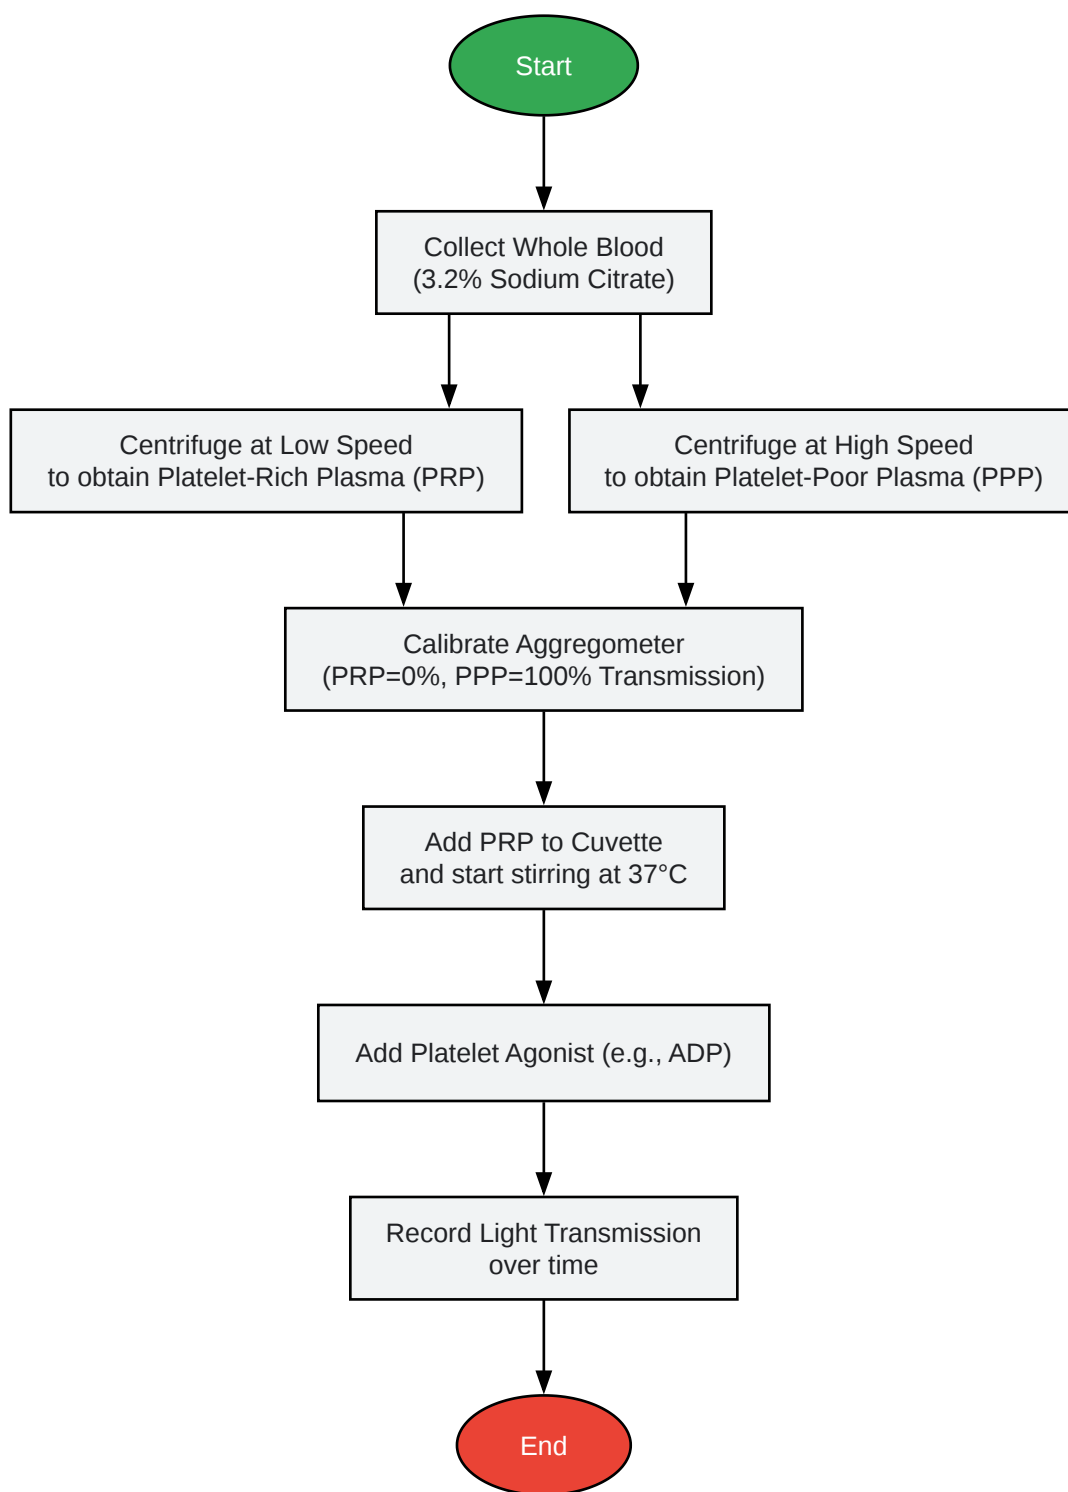 Start
Collect Whole Blood
(3.2% Sodium Citrate)
Centrifuge at Low Speed
to obtain Platelet-Rich Plasma (PRP)
Centrifuge at High Speed
to obtain Platelet-Poor Plasma (PPP)
Calibrate Aggregometer
(PRP=0%, PPP=100% Transmission)
Add PRP to Cuvette
and start stirring at 37°C
Add Platelet Agonist (e.g., ADP)
Record Light Transmission
over time
End